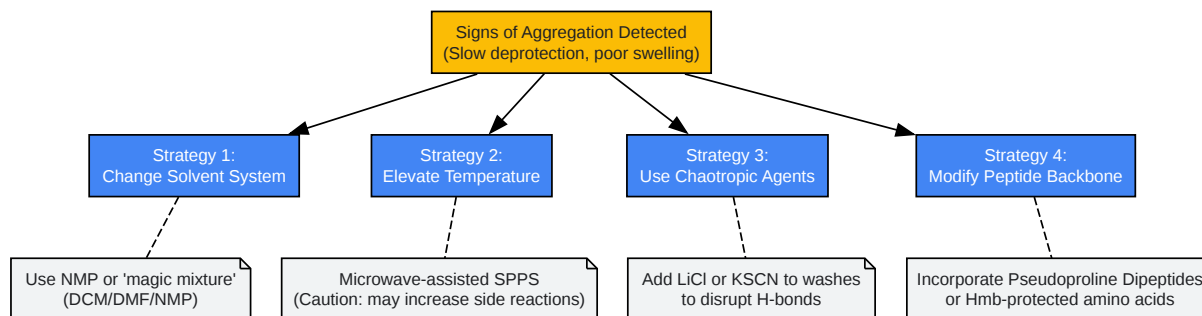 Signs of Aggregation Detected
(Slow deprotection, poor swelling)
Strategy 1:
Change Solvent System
Strategy 2:
Elevate Temperature
Strategy 3:
Use Chaotropic Agents
Strategy 4:
Modify Peptide Backbone
Use NMP or 'magic mixture'
(DCM/DMF/NMP)
Microwave-assisted SPPS
(Caution: may increase side reactions)
Add LiCl or KSCN to washes
to disrupt H-bonds
Incorporate Pseudoproline Dipeptides
or Hmb-protected amino acids